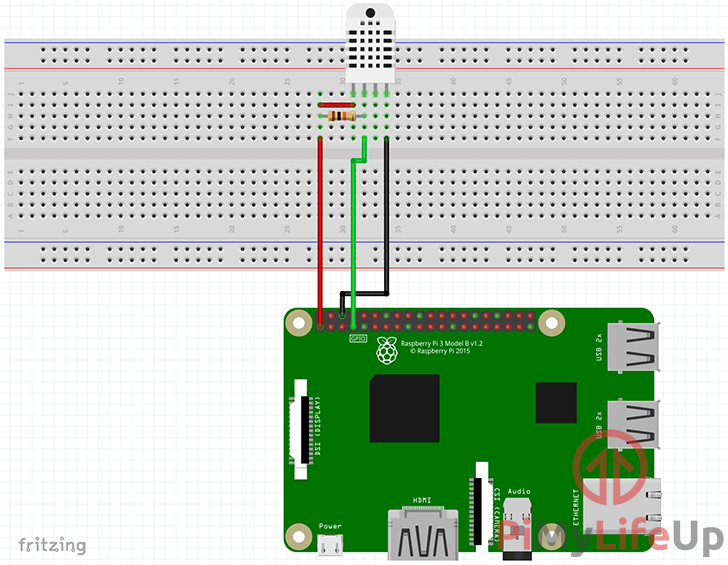 1 5 10 15 20 25 30 35 40 45 50 55 60
J
I
H
G
F
E
D
C
B
A
1 5 10 15 20 25 30 35 40 45 50 55 60
GPIO
Raspberry Pi 3 Model B v1.2
© Raspberry Pi 2015
USB 2x
DSI (DISPLAY)
USB 2x
HDMI
CSI (CAMERA)
Audio
ETHERNET
Power
PiMyLifeUp
fritzing